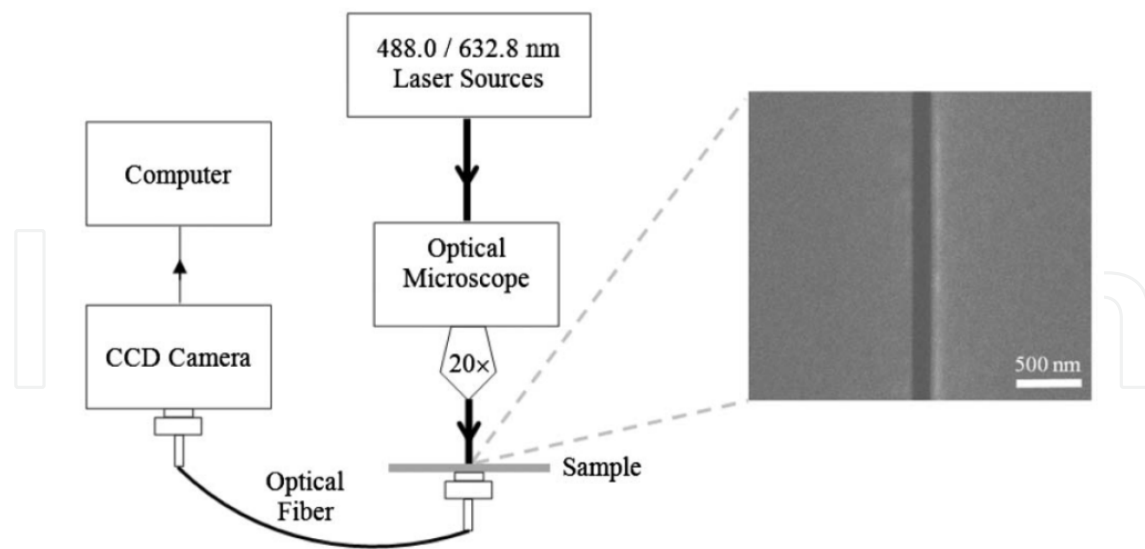 488.0 / 632.8 nm
Laser Sources
Computer
Optical
Microscope
CCD Camera
20×
500 nm
Sample
Optical
Fiber